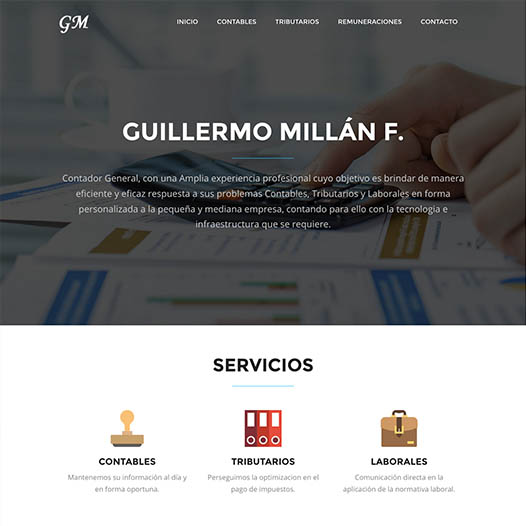 GM
INICIO CONTABLES TRIBUTARIOS REMUNERACIONES CONTACTO
GUILLERMO MILLÁN F.
Contador General, con una Amplia experiencia profesional cuyo objetivo es brindar de manera
eficiente y eficaz respuesta a sus problemas Contables, Tributarios y Laborales en forma
personalizada a la pequeña y mediana empresa, contando para ello con la tecnologia e
infraestructura que se requiere.
SERVICIOS
CONTABLES
Mantenemos su información al día y
en forma oportuna.
TRIBUTARIOS
Perseguimos la optimizacion en el
pago de impuestos.
LABORALES
Comunicación directa en la
aplicación de la normativa laboral.